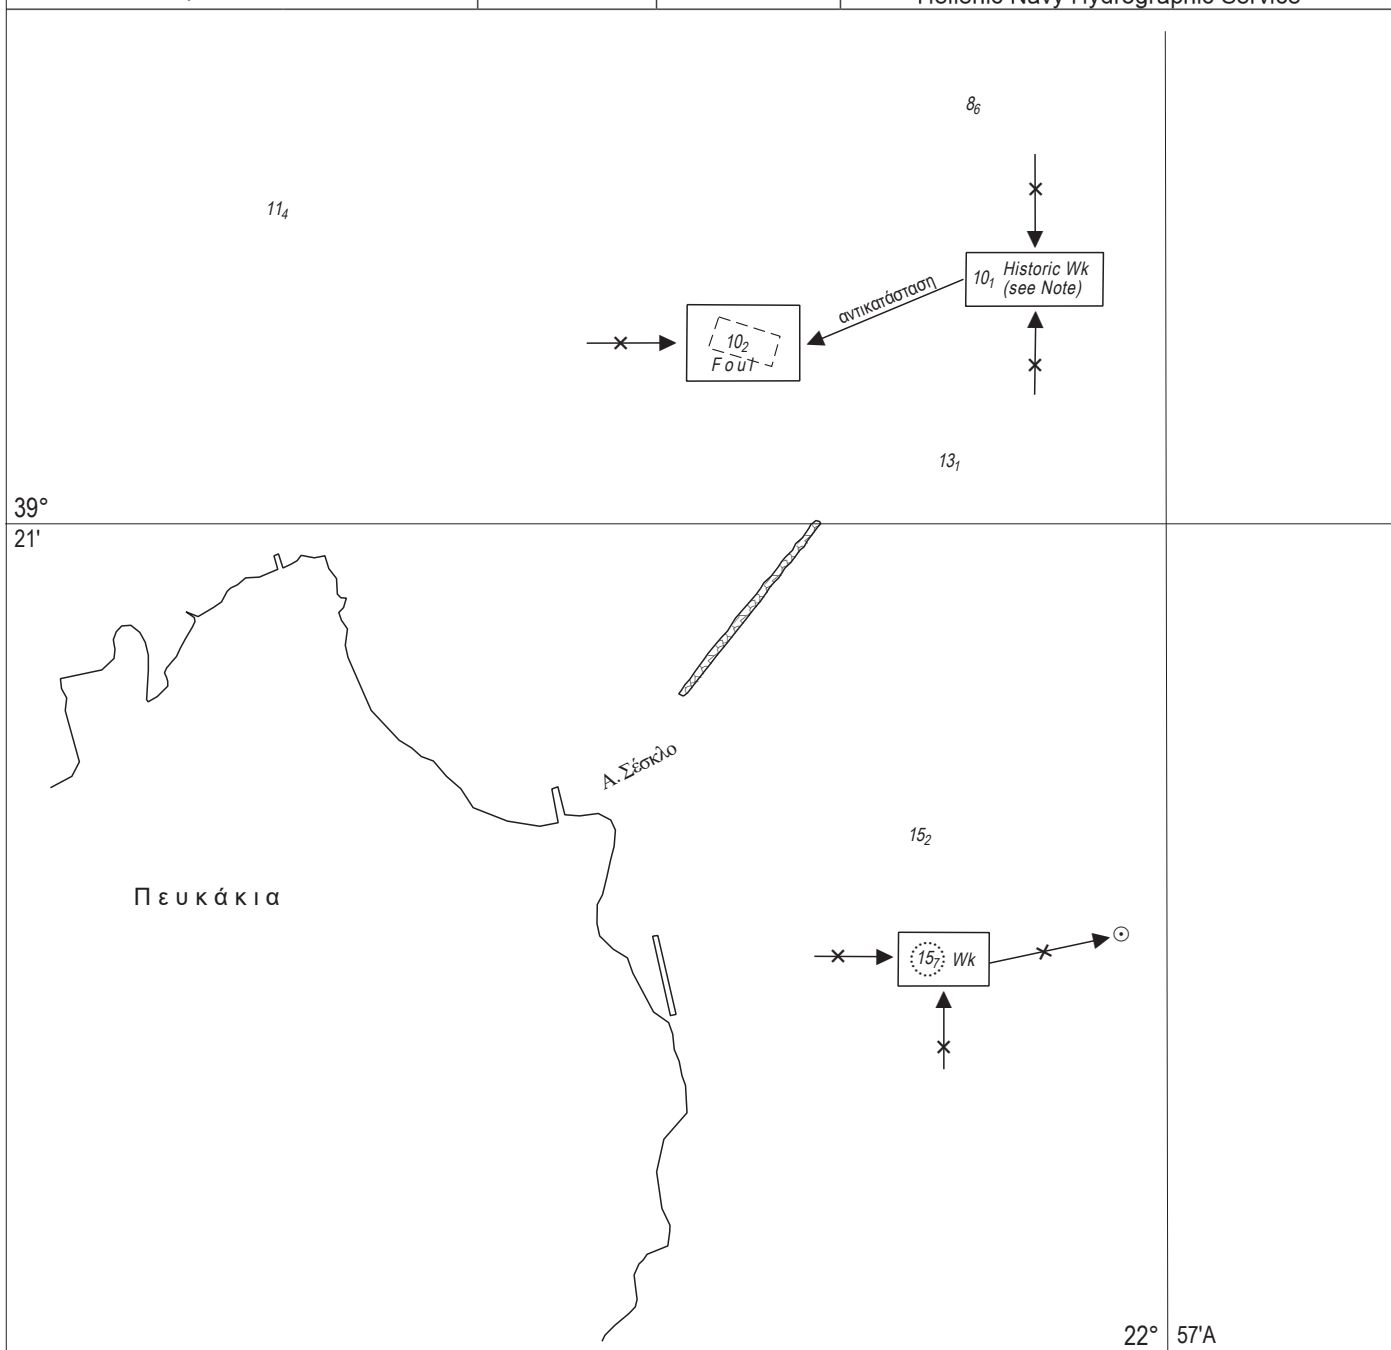 Hellenic Navy Hydrographic Service
8₆
11₄
10₁ Historic Wk
(see Note)
αντικατάσταση
10₂
Foul
13₁
39°
21'
Α. Σέσκλο
15₂
Πευκάκια
15₇ Wk
22° 57'Α